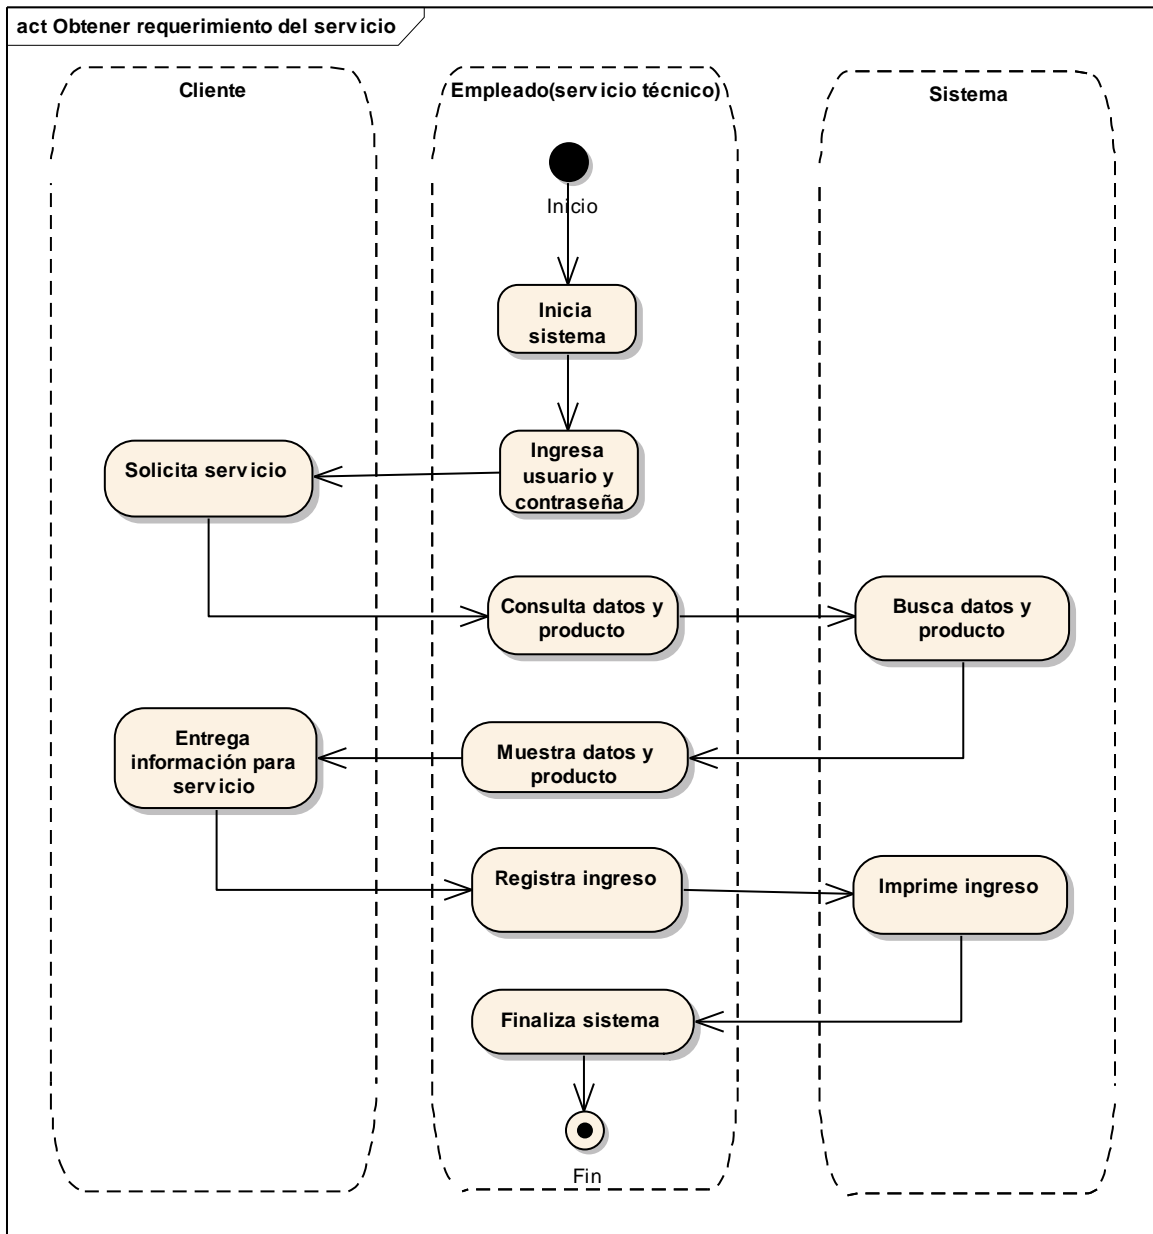 act Obtener requerimiento del servicio
Cliente
Empleado(servicio técnico)
Sistema
Inicio
Inicia
sistema
Solicita servicio
Ingresa
usuario y
contraseña
Consulta datos y
producto
Busca datos y
producto
Entrega
información para
servicio
Muestra datos y
producto
Registra ingreso
Imprime ingreso
Finaliza sistema
Fin